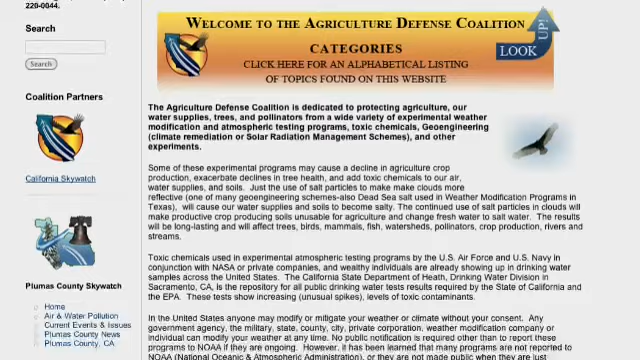 220-0044.
Search
Search
Coalition Partners
California Skywatch
Plumas County Skywatch
Home
Air & Water Pollution
Current Events & Issues
Plumas County News
Plumas County, CA
WELCOME TO THE AGRICULTURE DEFENSE COALITION
CATEGORIES
CLICK HERE FOR AN ALPHABETICAL LISTING
OF TOPICS FOUND ON THIS WEBSITE
LOOK UP!
The Agriculture Defense Coalition is dedicated to protecting agriculture, our
water supplies, trees, and pollinators from a wide variety of experimental weather
modification and atmospheric testing programs, toxic chemicals, Geoengineering
(climate remediation or Solar Radiation Management Schemes), and other
experiments.
Some of these experimental programs may cause a decline in agriculture crop
production, exacerbate declines in tree health, and add toxic chemicals to our air,
water supplies, and soils. Just the use of salt particles to make make clouds more
reflective (one of many geoengineering schemes-also Dead Sea salt used in Weather Modification Programs in
Texas), will cause our water supplies and soils to become salty. The continued use of salt particles in clouds will
make productive crop producing soils unusable for agriculture and change fresh water to salt water. The results
will be long-lasting and will affect trees, birds, mammals, fish, watersheds, pollinators, crop production, rivers and
streams.
Toxic chemicals used in experimental atmospheric testing programs by the U.S. Air Force and U.S. Navy in
conjunction with NASA or private companies, and wealthy individuals are already showing up in drinking water
samples across the United States. The California State Department of Heath, Drinking Water Division in
Sacramento, CA, is the repository for all public drinking water tests results required by the State of California and
the EPA. These tests show increasing (unusual spikes), levels of toxic contaminants.
In the United States anyone may modify or mitigate your weather or climate without your consent. Any
government agency, the military, state, county, city, private corporation, weather modification company or
individual can modify your weather at any time. No public notification is required other than to report these
programs to NOAA if they are ongoing. However, it has been learned that many programs are not reported to
NOAA (National Oceanic & Atmospheric Administration), or they are not made public when they are just